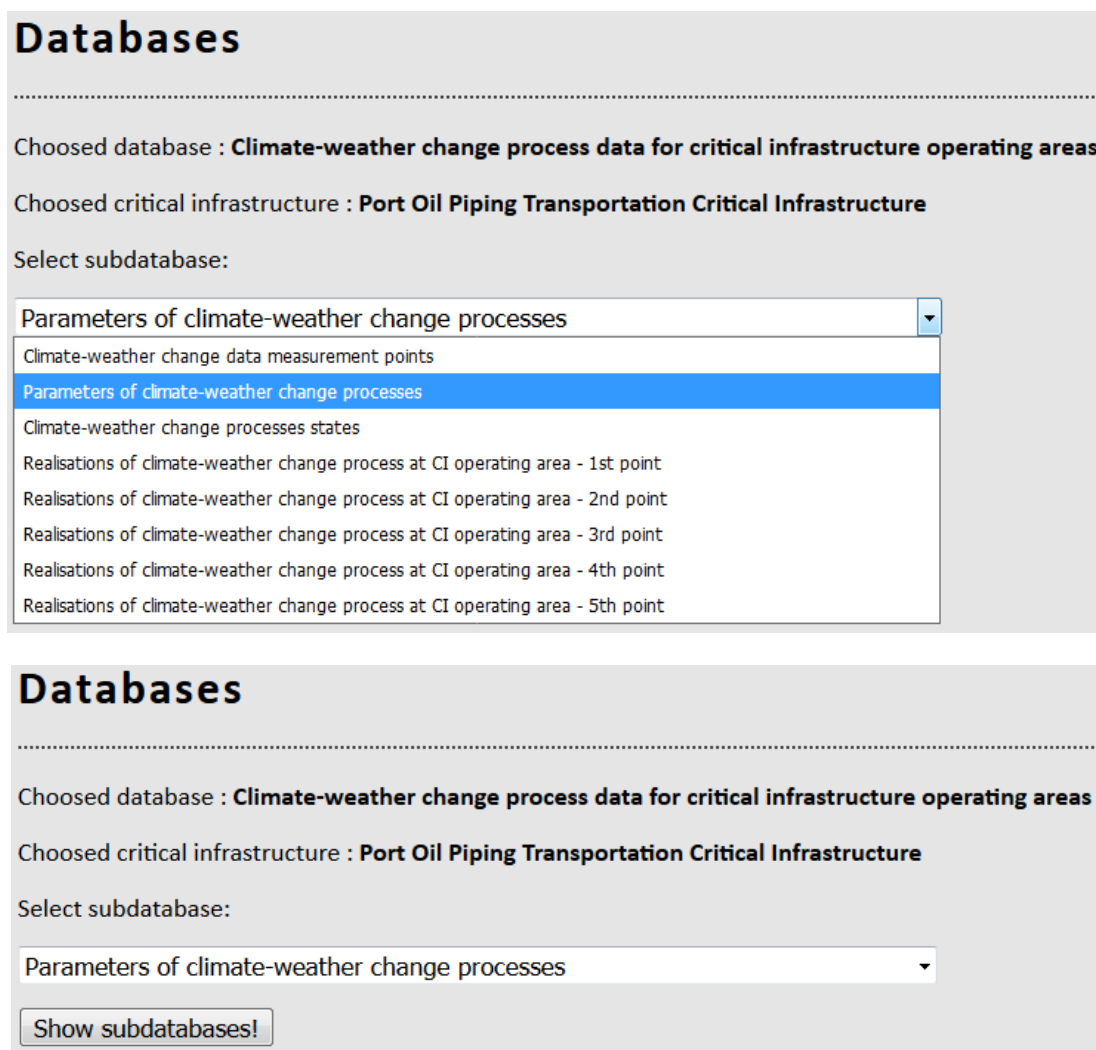 Databases
Choosed database : Climate-weather change process data for critical infrastructure operating areas
Choosed critical infrastructure : Port Oil Piping Transportation Critical Infrastructure
Select subdatabase:
Parameters of climate-weather change processes
Climate-weather change data measurement points
Parameters of climate-weather change processes
Climate-weather change processes states
Realisations of climate-weather change process at CI operating area - 1st point
Realisations of climate-weather change process at CI operating area - 2nd point
Realisations of climate-weather change process at CI operating area - 3rd point
Realisations of climate-weather change process at CI operating area - 4th point
Realisations of climate-weather change process at CI operating area - 5th point
Databases
Choosed database : Climate-weather change process data for critical infrastructure operating areas
Choosed critical infrastructure : Port Oil Piping Transportation Critical Infrastructure
Select subdatabase:
Parameters of climate-weather change processes
Show subdatabases!